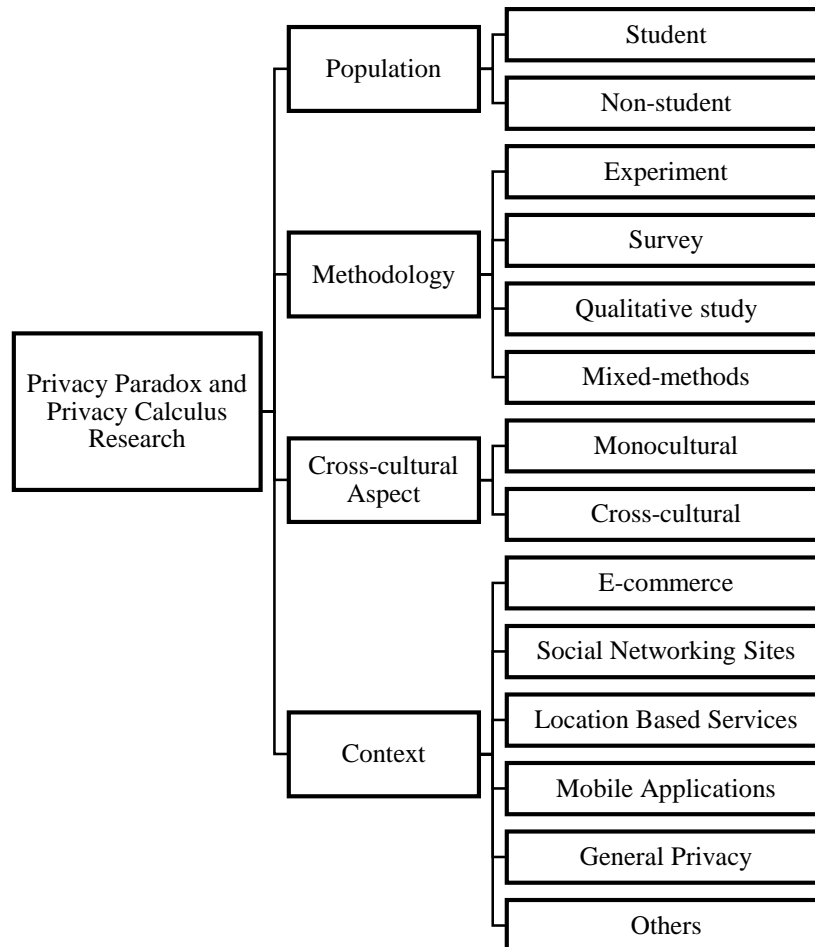 Student
Population
Non-student
Experiment
Survey
Methodology
Qualitative study
Mixed-methods
Privacy Paradox and
Privacy Calculus
Research
Monocultural
Cross-cultural
Aspect
Cross-cultural
E-commerce
Social Networking Sites
Location Based Services
Context
Mobile Applications
General Privacy
Others